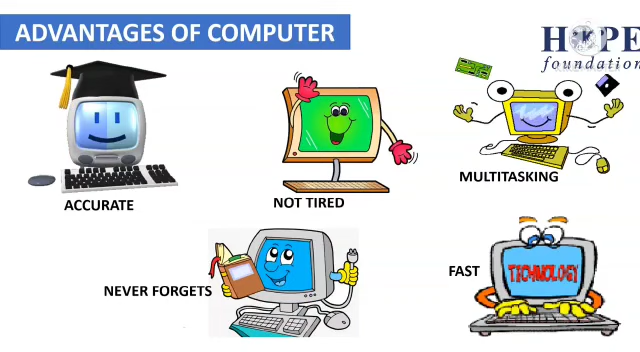 ADVANTAGES OF COMPUTER
HOPE
foundation
ACCURATE
NOT TIRED
MULTITASKING
NEVER FORGETS
FAST
TECHNOLOGY